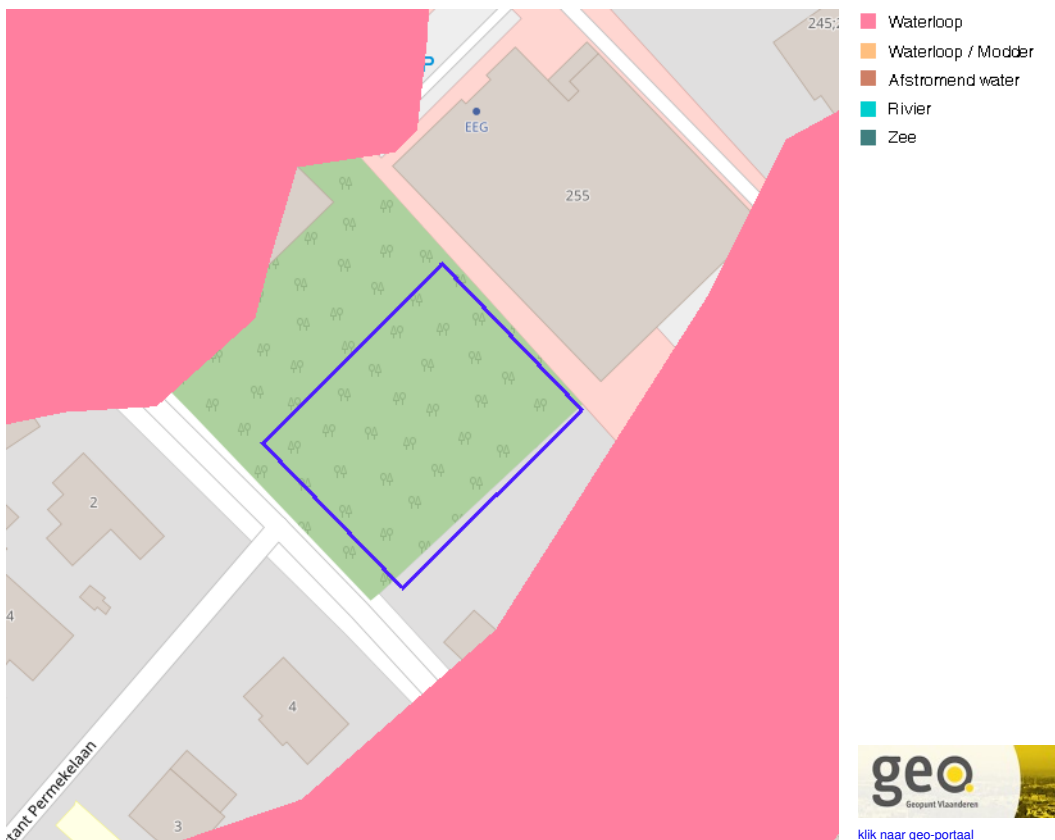 245;2
P
EEG
255
2
4
4
3
tant Permekelaan
Waterloop
Waterloop / Modder
Afstromend water
Rivier
Zee
geo.
Geopunt Vlaanderen
klik naar geo-portaal